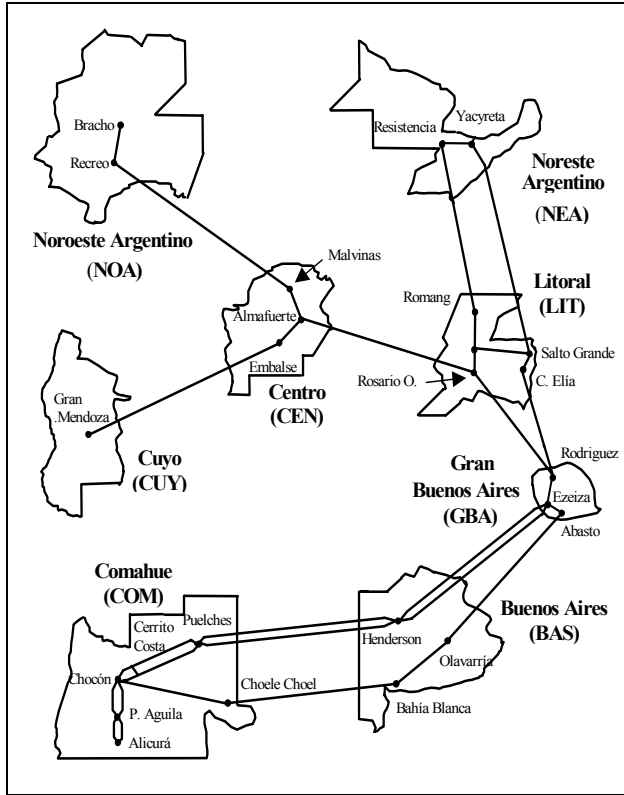 Bracho
Recreo
Noroeste Argentino
(NOA)
Yacyreta
Resistencia
Noreste
Argentino
(NEA)
Malvinas
Almafuerte
Embalse
Centro
(CEN)
Litoral
(LIT)
Romang
Salto Grande
C. Elía
Rosario O.
Gran
Mendoza
Cuyo
(CUY)
Gran
Buenos Aires
(GBA)
Rodriguez
Ezeiza
Abasto
Comahue
(COM)
Puelches
Cerrito
Costa
Chocón
P. Aguila
Alicurá
Choele Choel
Henderson
Buenos Aires
(BAS)
Olavarría
Bahía Blanca